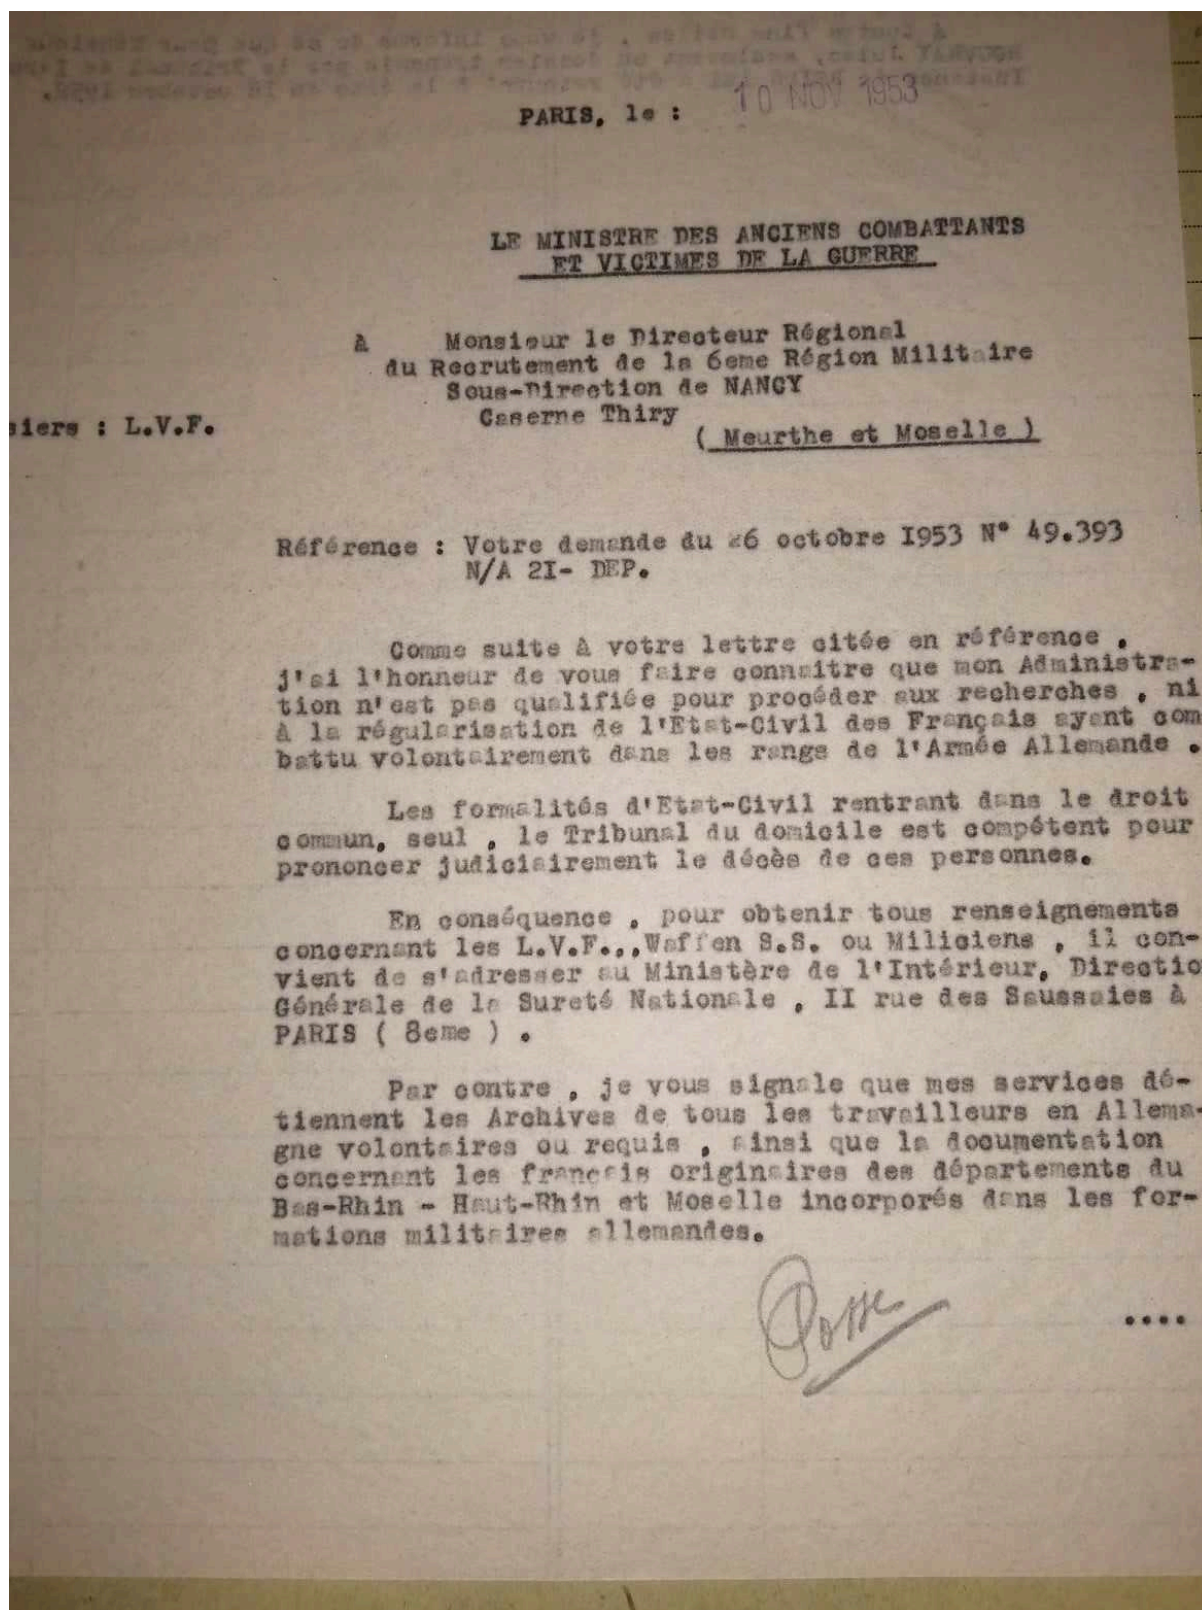 PARIS, le : 10 NOV 1953
LE MINISTRE DES ANCIENS COMBATTANTS
ET VICTIMES DE LA GUERRE
à Monsieur le Directeur Régional
du Recrutement de la 6eme Région Militaire
Sous-Direction de NANCY
Caserne Thiry
siers : L.V.F.
( Meurthe et Moselle )
Référence : Votre demande du 26 octobre I953 N° 49.393
N/A 2I- DEP.
Comme suite à votre lettre citée en référence ,
j'ai l'honneur de vous faire connaitre que mon Administra-
tion n'est pas qualifiée pour procéder aux recherches , ni
à la régularisation de l'Etat-Civil des Français ayant com
battu volontairement dans les rangs de l'Armée Allemande .
Les formalités d'Etat-Civil rentrant dans le droit
commun, seul , le Tribunal du domicile est compétent pour
prononcer judiciairement le décès de ces personnes.
En conséquence , pour obtenir tous renseignements
concernant les L.V.F.,,Waffen S.S. ou Miliciens , il con-
vient de s'adresser au Ministère de l'Intérieur, Directio
Générale de la Sureté Nationale , II rue des Saussaies à
PARIS ( 8eme ) .
Par contre , je vous signale que mes services dé-
tiennent les Archives de tous les travailleurs en Allema-
gne volontaires ou requis , ainsi que la documentation
concernant les français originaires des départements du
Bas-Rhin - Haut-Rhin et Moselle incorporés dans les for-
mations militaires allemandes.
....